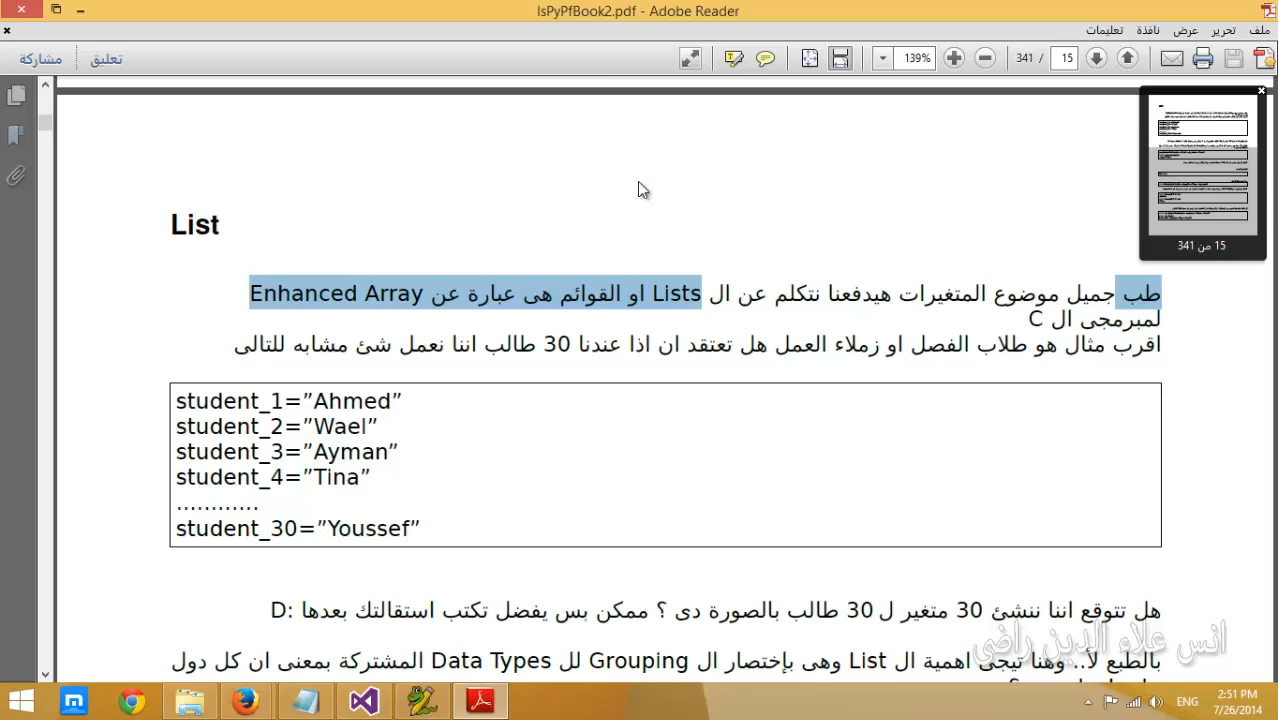 IsPyPfBook2.pdf - Adobe Reader
ملف تحرير عرض نافذة تعليمات
مشاركة تعليق 139% 341 / 15
15 من 341
List
طب جميل موضوع المتغيرات هيدفعنا نتكلم عن ال Lists او القوائم هى عبارة عن Enhanced Array
لمبرمجى ال C
اقرب مثال هو طلاب الفصل او زملاء العمل هل تعتقد ان اذا عندنا 30 طالب اننا نعمل شئ مشابه للتالى
student_1=”Ahmed”
student_2=”Wael”
student_3=”Ayman”
student_4=”Tina”
............
student_30=”Youssef”
هل تتوقع اننا ننشئ 30 متغير ل 30 طالب بالصورة دى ؟ ممكن بس يفضل تكتب استقالتك بعدها :D
انس علاء الدين راضي
بالطبع لأ.. وهنا تيجى اهمية ال List وهى بإختصار ال Grouping لل Data Types المشتركة بمعنى ان كل دول
ENG
2:51 PM
7/26/2014